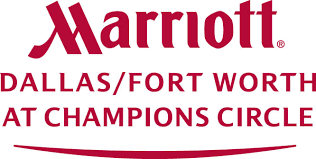 Marriott®
DALLAS/FORT WORTH
AT CHAMPIONS CIRCLE